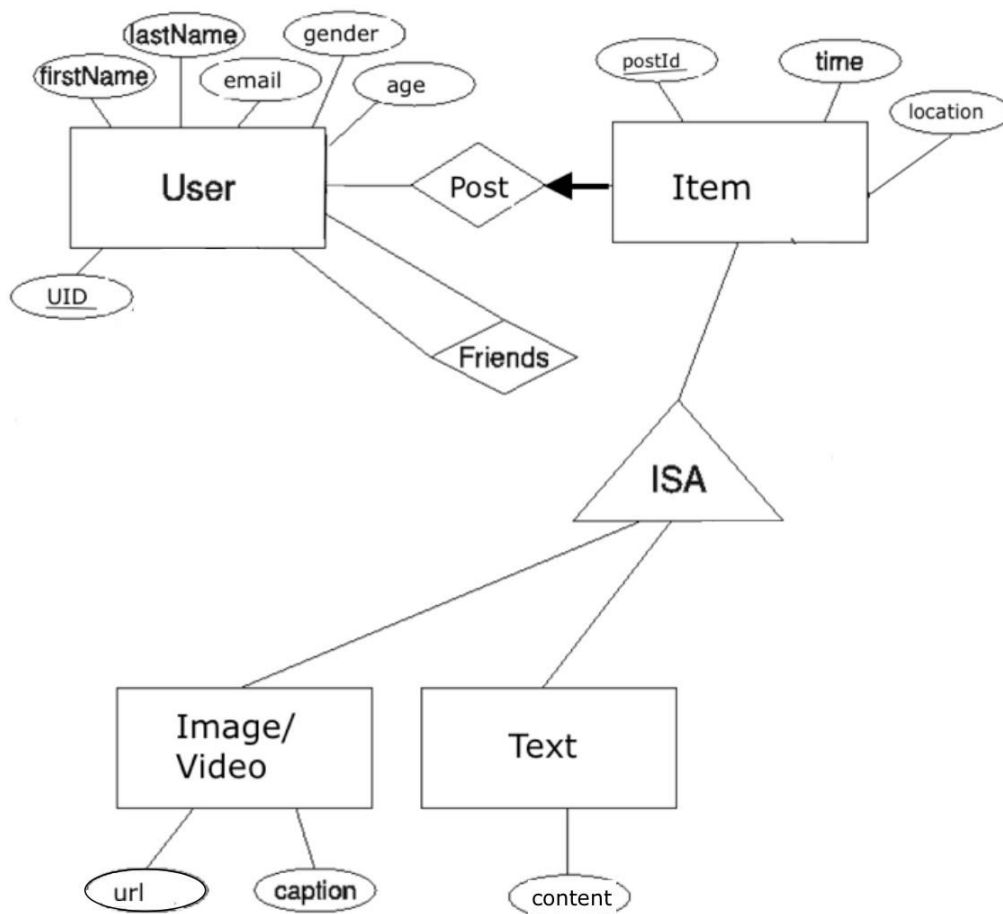 lastName
gender
firstName
email
age
postId
time
location
User
Post
Item
UID
Friends
ISA
Image/
Video
Text
url
caption
content